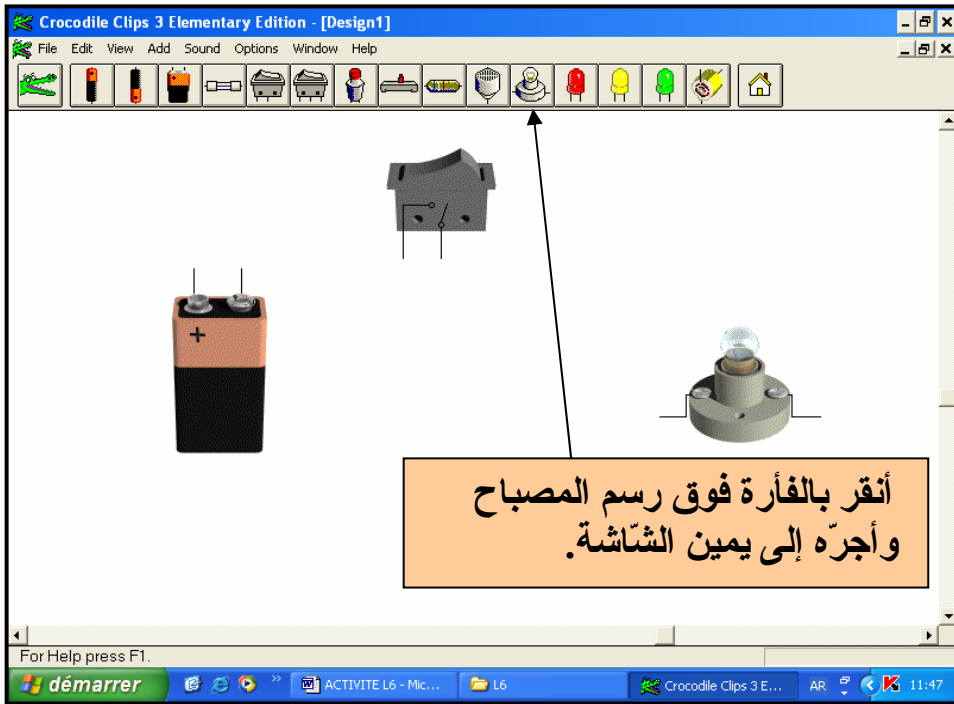 Crocodile Clips 3 Elementary Edition - [Design1]
File Edit View Add Sound Options Window Help
+
أنقر بالفأرة فوق رسم المصباح
وأجرّه إلى يمين الشّاشة.
For Help press F1.
démarrer » ACTIVITE L6 - Mic... L6 Crocodile Clips 3 E... AR 11:47